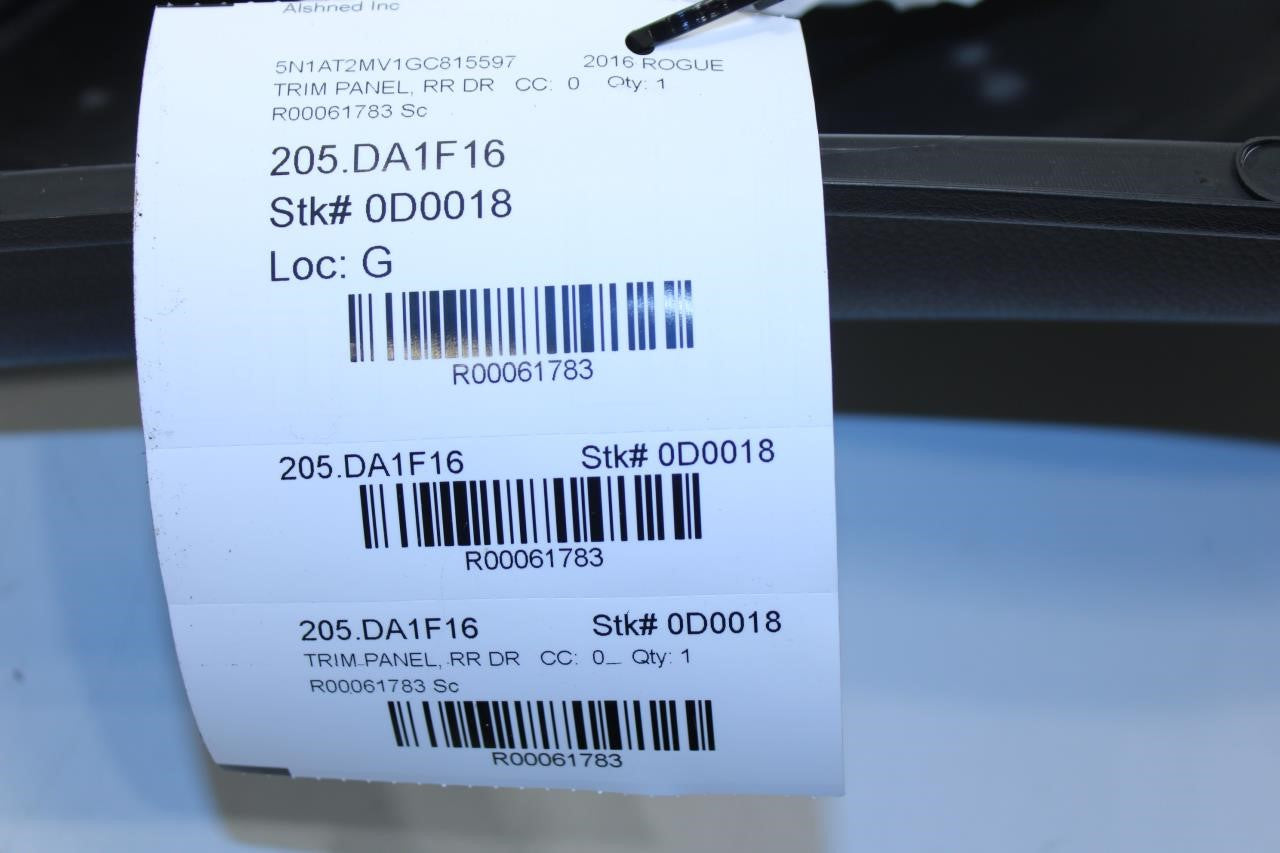 Alshned Inc
5N1AT2MV1GC815597 2016 ROGUE
TRIM PANEL, RR DR CC: 0 Qty: 1
R00061783 Sc
205.DA1F16
Stk# 0D0018
Loc: G
R00061783
205.DA1F16 Stk# 0D0018
R00061783
205.DA1F16 Stk# 0D0018
TRIM PANEL, RR DR CC: 0 Qty: 1
R00061783 Sc
R00061783